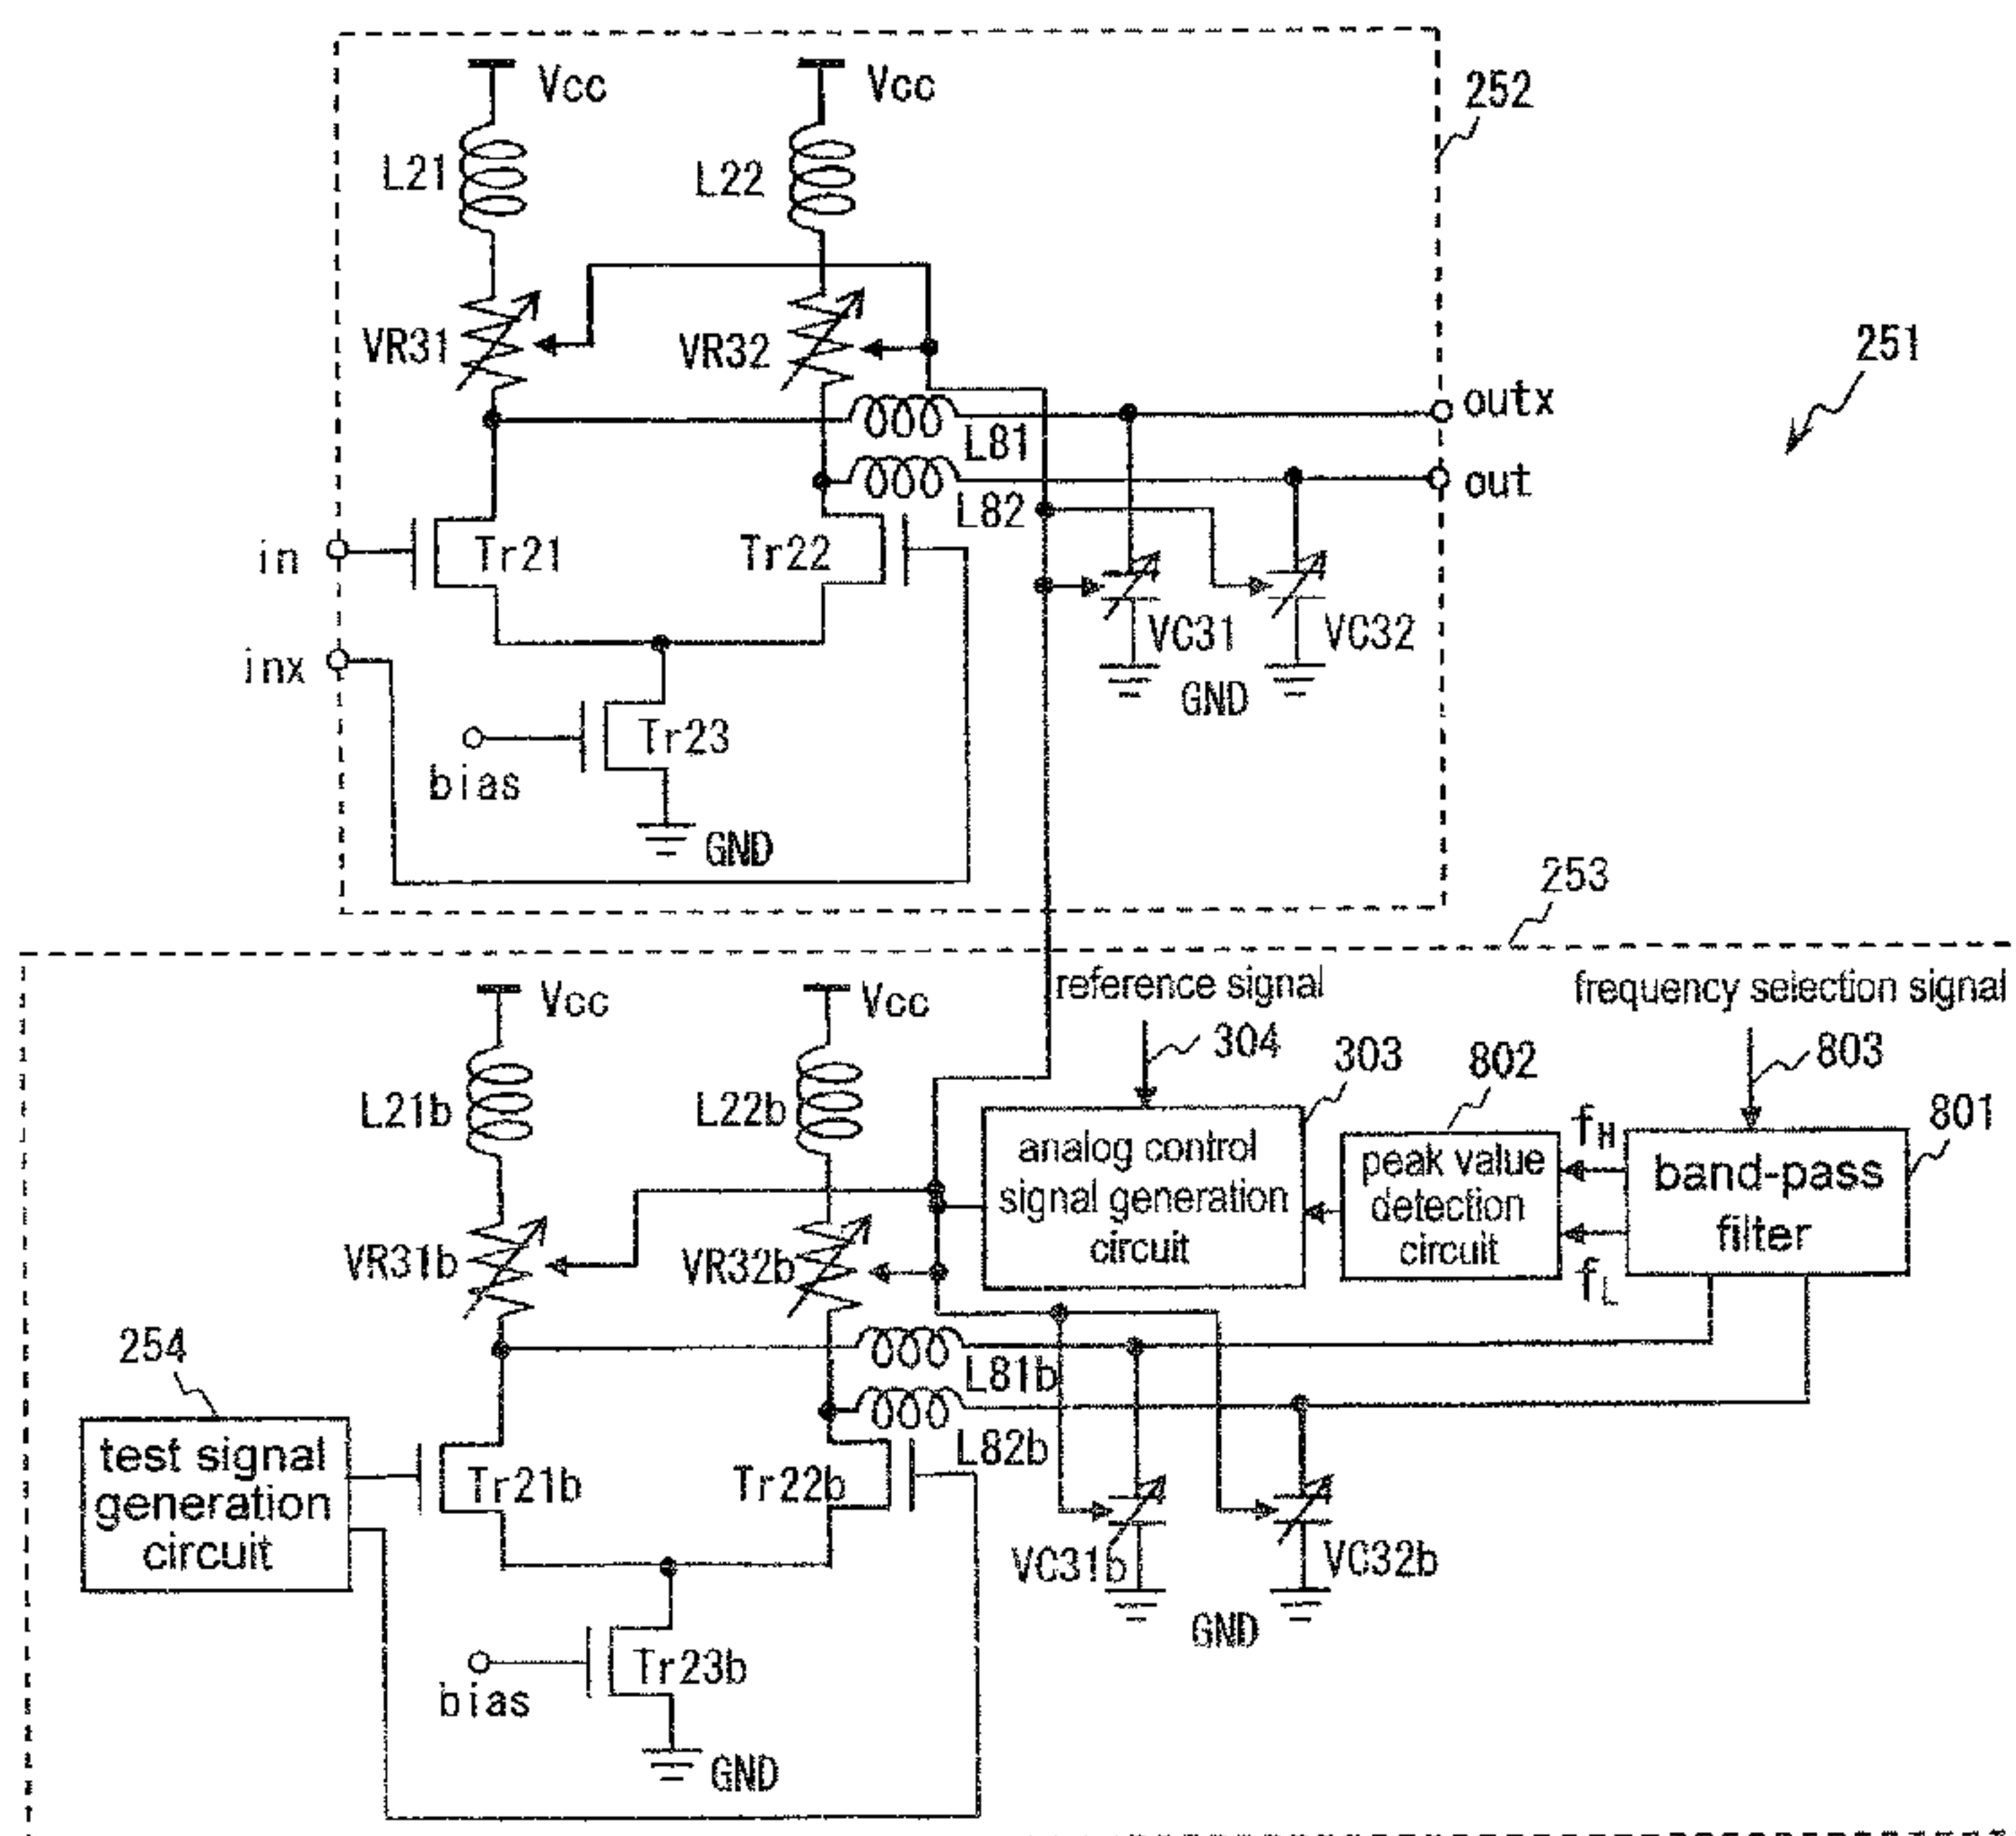 Vcc
Vcc
252
L21
L22
VR31
VR32
251
outx
L81
out
L82
in
Tr21
Tr22
VC31
VC32
inx
GND
Tr23
bias
GND
253
reference signal
frequency selection signal
Vcc
Vcc
304
303
802
803
801
L21b
L22b
analog control
signal generation
circuit
peak value
detection
circuit
fH
fL
band-pass
filter
VR31b
VR32b
254
L81b
L82b
test signal
generation
circuit
Tr21b
Tr22b
VC31b
VC32b
GND
Tr23b
bias
GND